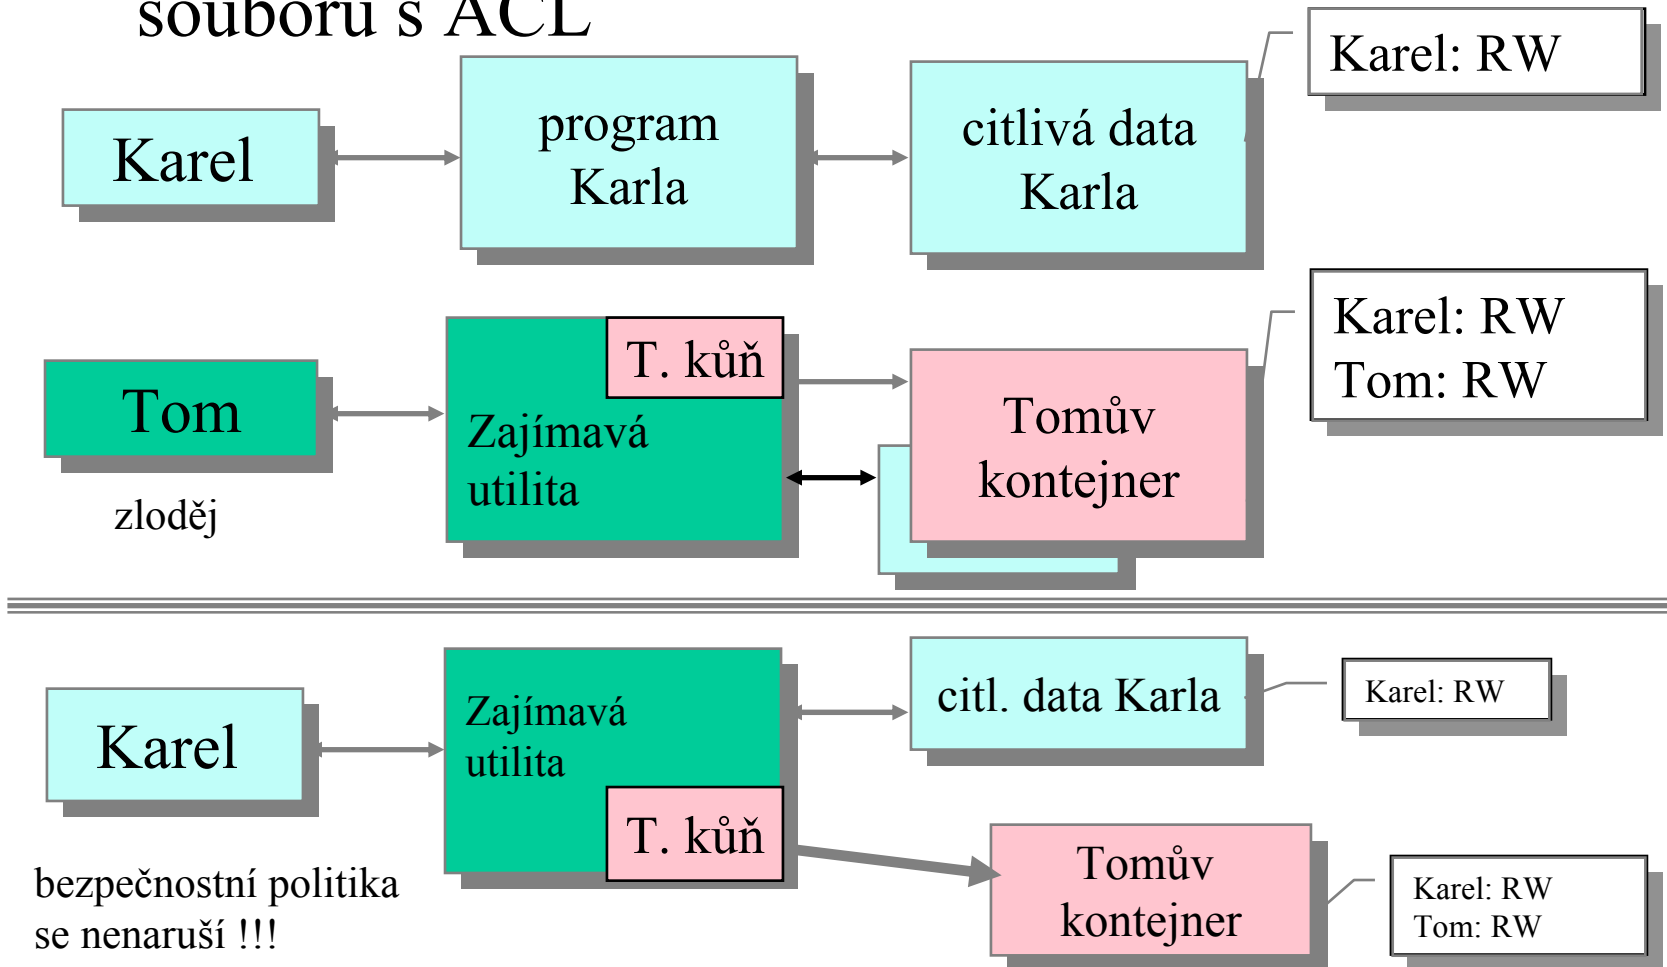 souborů s ACL
Karel: RW
Karel
program
Karla
citlivá data
Karla
Karel: RW
Tom: RW
Tom
T. kůň
Zajímavá
utilita
Tomův
kontejner
zloděj
Karel
Zajímavá
utilita
T. kůň
citl. data Karla
Karel: RW
Tomův
kontejner
Karel: RW
Tom: RW
bezpečnostní politika
se nenaruší !!!